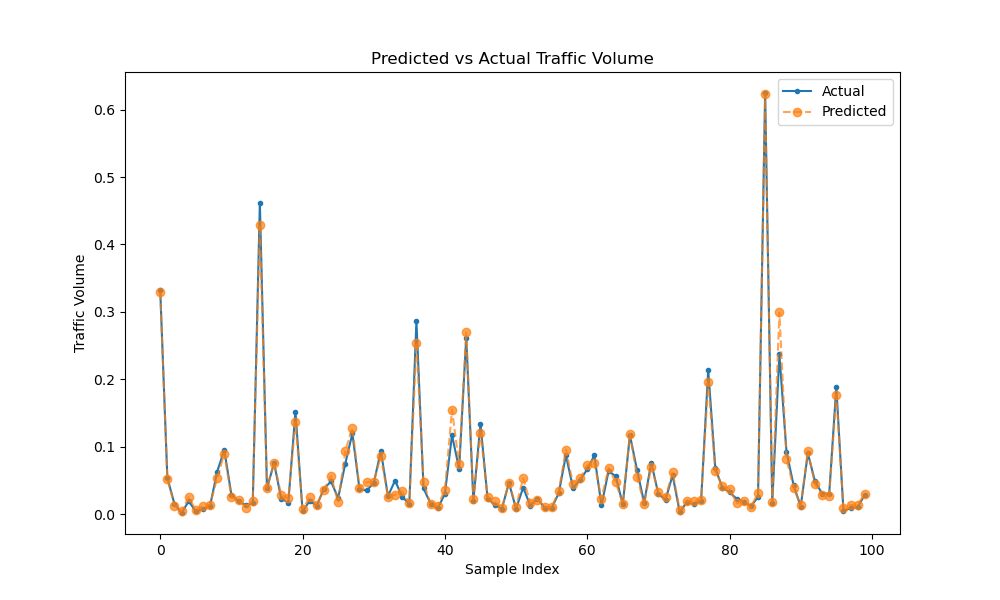 Predicted vs Actual Traffic Volume
Actual
Predicted
Traffic Volume
0.6
0.5
0.4
0.3
0.2
0.1
0.0
0 20 40 60 80 100
Sample Index